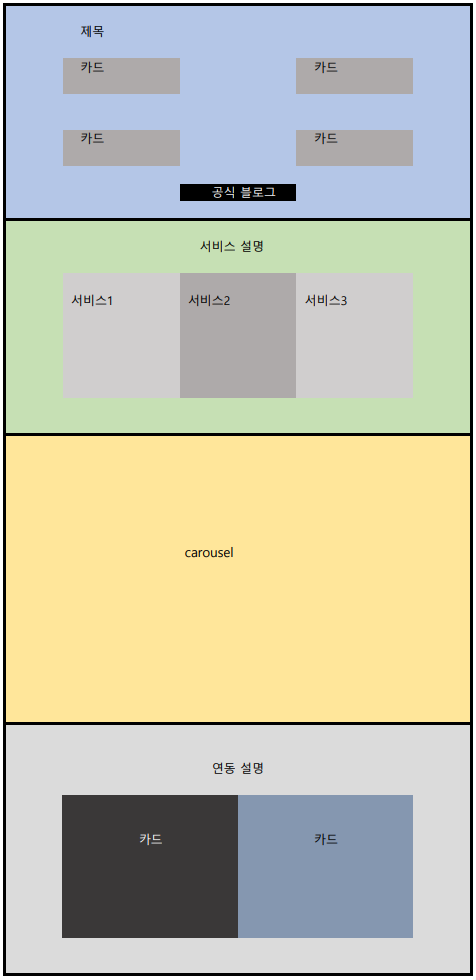 제목
카드
카드
카드
카드
공식 블로그
서비스 설명
서비스1
서비스2
서비스3
carousel
연동 설명
카드
카드